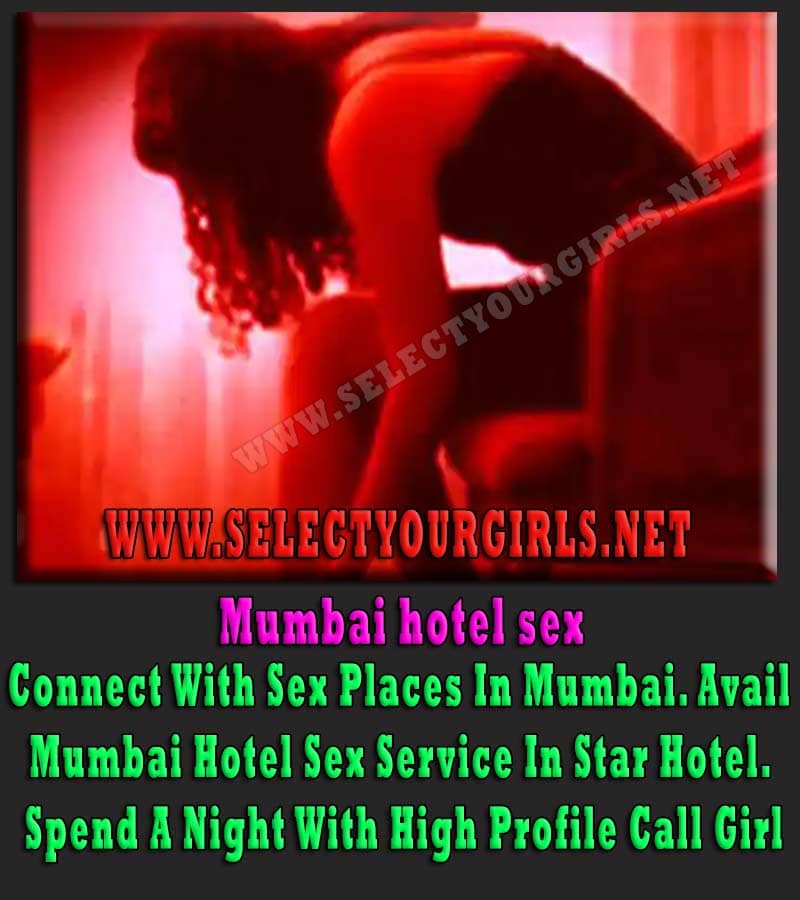 WWW.SELECTYOURGIRLS.NET
WWW.SELECTYOURGIRLS.NET
Mumbai hotel sex
Connect With Sex Places In Mumbai. Avail
Mumbai Hotel Sex Service In Star Hotel.
Spend A Night With High Profile Call Girl